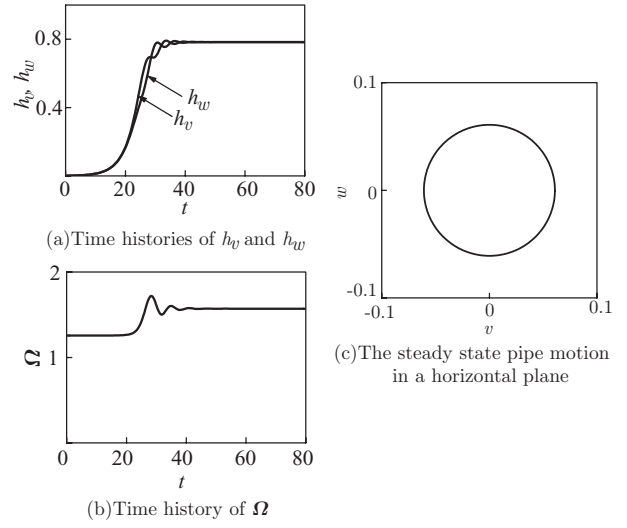 0.8
0.4
h_v, h_w
h_w
h_v
0 20 40 60 80
t
(a)Time histories of h_v and h_w
2
1
Ω
0 20 40 60 80
t
(b)Time history of Ω
0.1
w
0
-0.1
-0.1 0 0.1
v
(c)The steady state pipe motion
in a horizontal plane